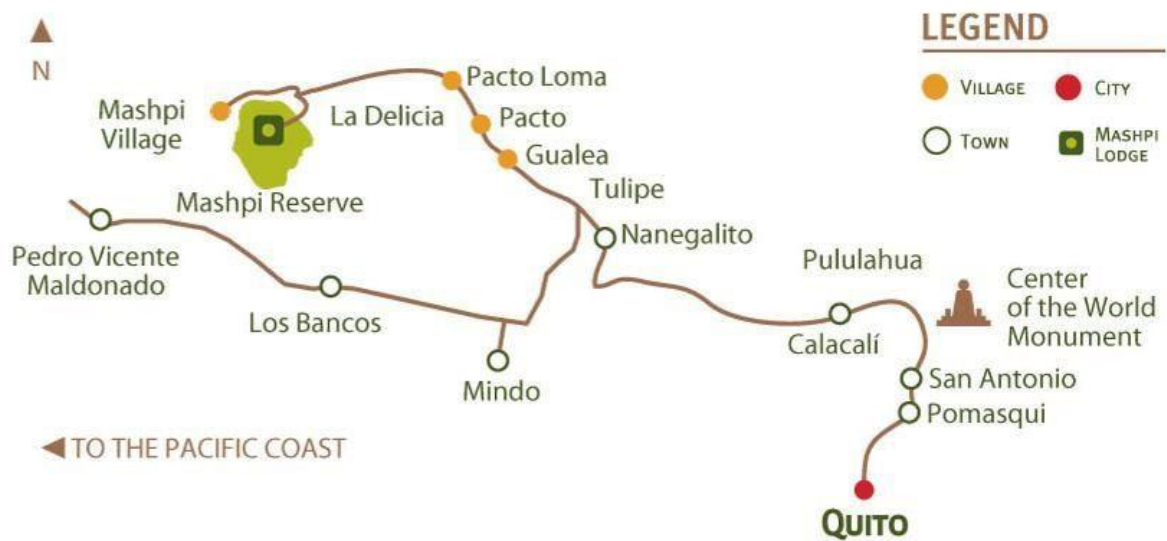 LEGEND
VILLAGE
CITY
TOWN
MASHPI
LODGE
N
Pacto Loma
Mashpi
Village
La Delicia
Pacto
Gualea
Mashpi Reserve
Tulipe
Nanegalito
Pedro Vicente
Maldonado
Pululahua
Center
of the World
Monument
Los Bancos
Calacalí
Mindo
San Antonio
Pomasqui
TO THE PACIFIC COAST
QUITO